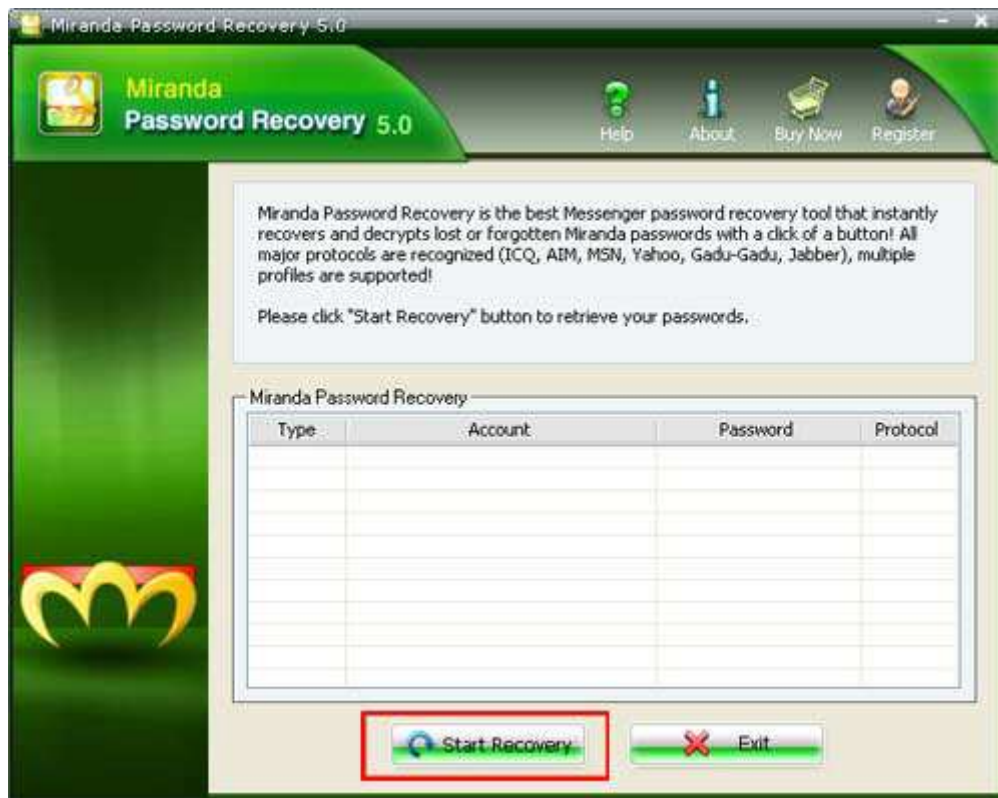 Miranda Password Recovery 5.0
Miranda
Password Recovery 5.0
Help
About
Buy Now
Register
Miranda Password Recovery is the best Messenger password recovery tool that instantly
recovers and decrypts lost or forgotten Miranda passwords with a click of a button! All
major protocols are recognized (ICQ, AIM, MSN, Yahoo, Gadu-Gadu, Jabber), multiple
profiles are supported!
Please click "Start Recovery" button to retrieve your passwords.
Miranda Password Recovery
Type Account Password Protocol
Start Recovery
Exit